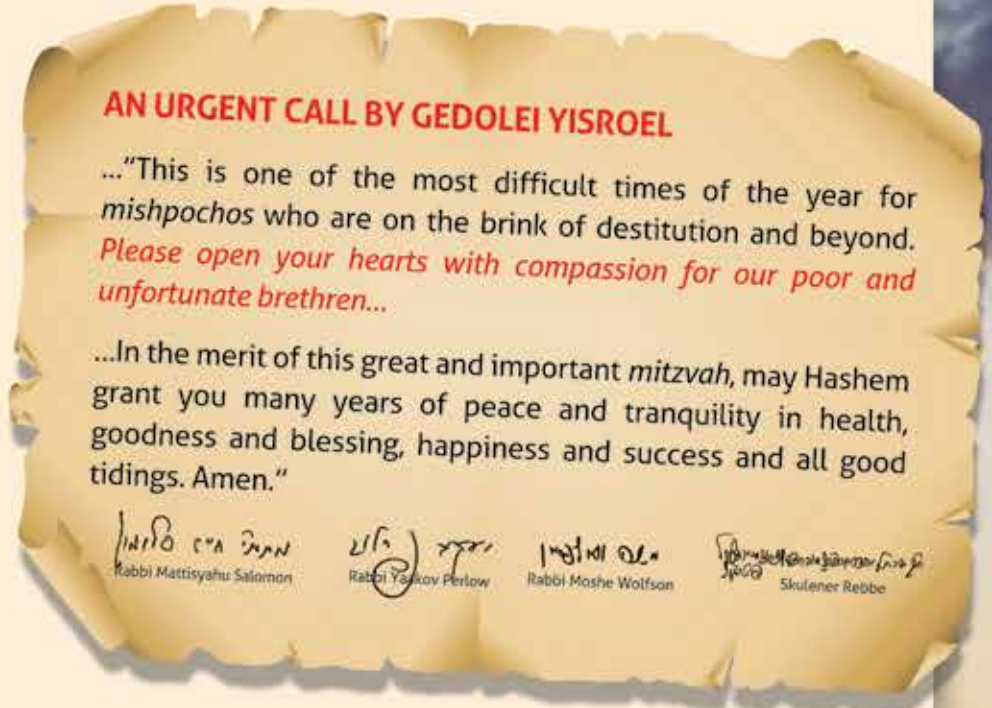 AN URGENT CALL BY GEDOLEI YISROEL
..."This is one of the most difficult times of the year for
mishpochos who are on the brink of destitution and beyond.
Please open your hearts with compassion for our poor and
unfortunate brethren...
...In the merit of this great and important mitzvah, may Hashem
grant you many years of peace and tranquility in health,
goodness and blessing, happiness and success and all good
tidings. Amen."
Rabbi Mattisyahu Salomon
Rabbi Yaakov Perlow
Rabbi Moshe Wolfson
Skulener Rebbe